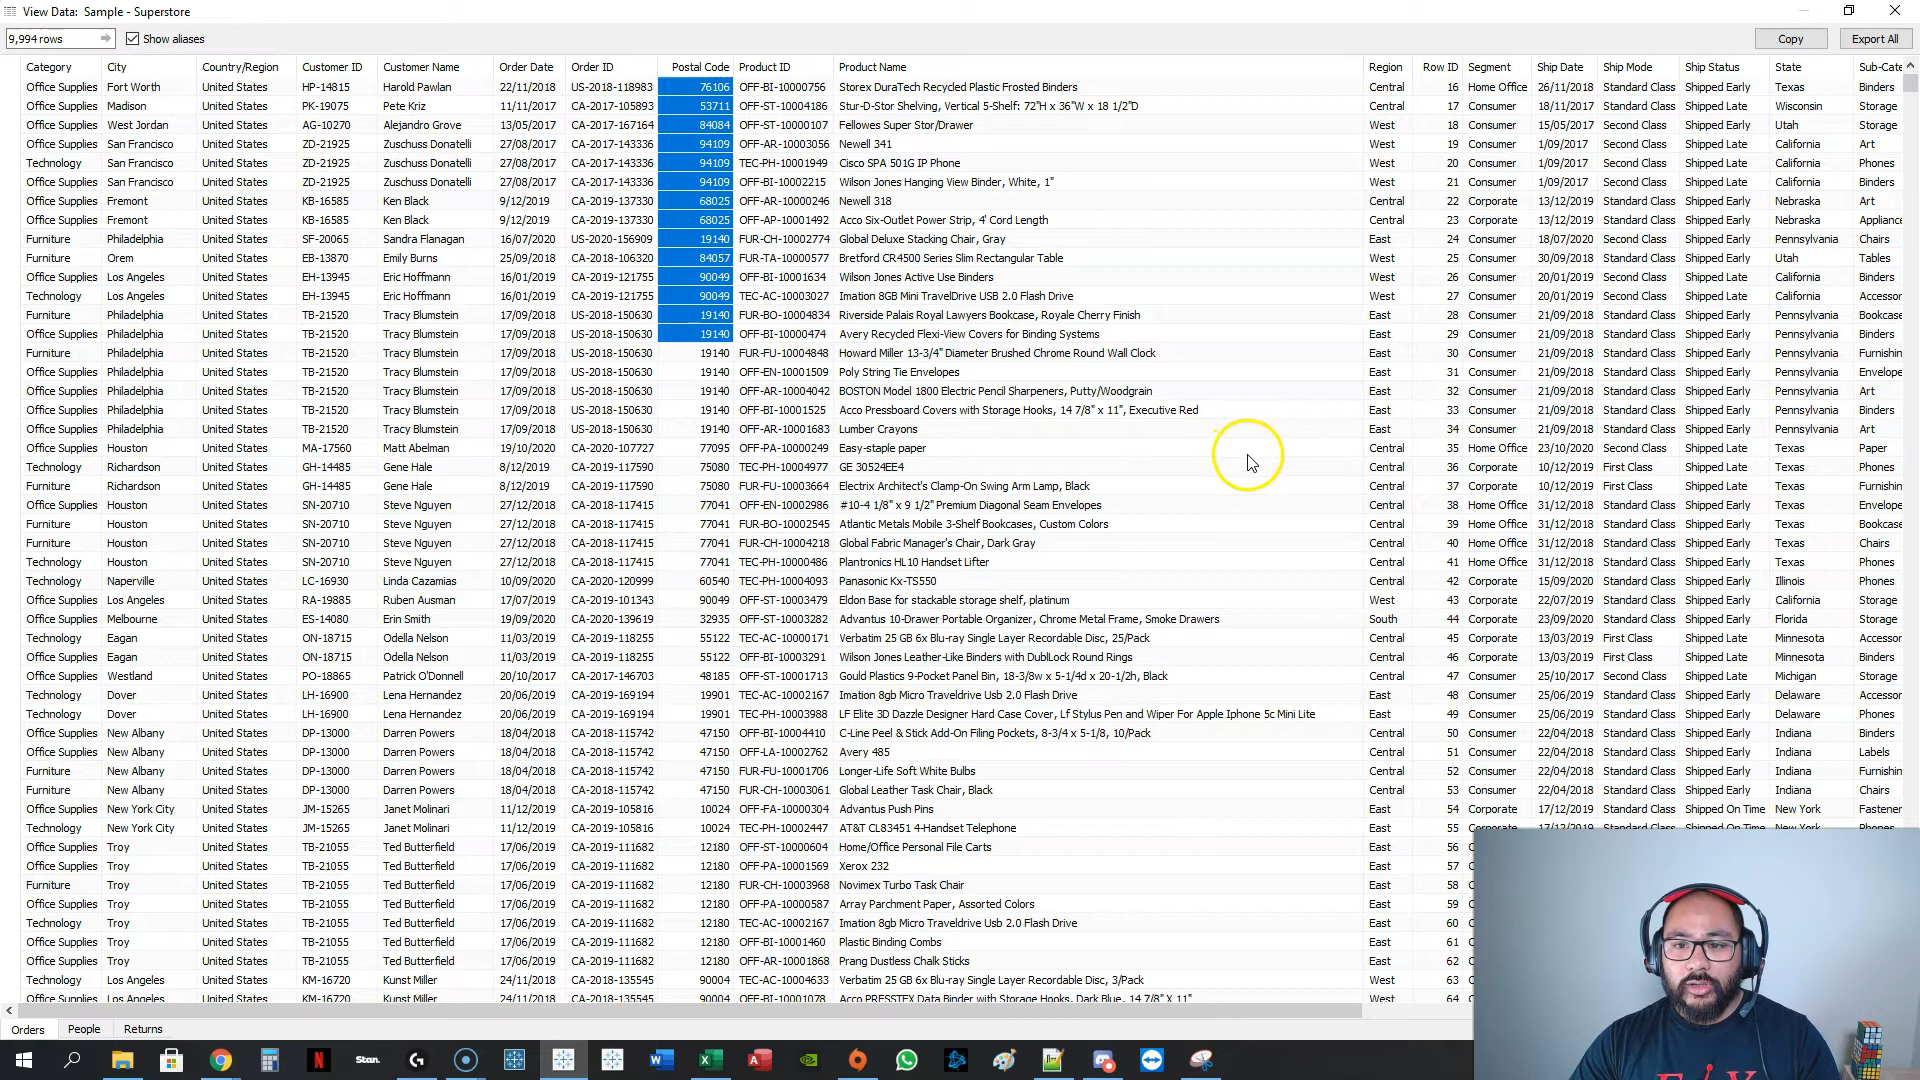 View Data: Sample - Superstore
9,994 rows Show aliases Copy Export All
Category City Country/Region Customer ID Customer Name Order Date Order ID Postal Code Product ID Product Name Region Row ID Segment Ship Date Ship Mode Ship Status State Sub-Cate
Office Supplies Fort Worth United States HP-14815 Harold Pawlan 22/11/2018 US-2018-118983 76106 OFF-BI-10000756 Storex DuraTech Recycled Plastic Frosted Binders Central 16 Home Office 26/11/2018 Standard Class Shipped Early Texas Binders
Office Supplies Madison United States PK-19075 Pete Kriz 11/11/2017 CA-2017-105893 53711 OFF-ST-10004186 Stur-D-Stor Shelving, Vertical 5-Shelf: 72"H x 36"W x 18 1/2"D Central 17 Consumer 18/11/2017 Standard Class Shipped Late Wisconsin Storage
Office Supplies West Jordan United States AG-10270 Alejandro Grove 13/05/2017 CA-2017-167164 84084 OFF-ST-10000107 Fellowes Super Stor/Drawer West 18 Consumer 15/05/2017 Second Class Shipped Early Utah Storage
Office Supplies San Francisco United States ZD-21925 Zuschuss Donatelli 27/08/2017 CA-2017-143336 94109 OFF-AR-10003056 Newell 341 West 19 Consumer 1/09/2017 Second Class Shipped Late California Art
Technology San Francisco United States ZD-21925 Zuschuss Donatelli 27/08/2017 CA-2017-143336 94109 TEC-PH-10001949 Cisco SPA 501G IP Phone West 20 Consumer 1/09/2017 Second Class Shipped Late California Phones
Office Supplies San Francisco United States ZD-21925 Zuschuss Donatelli 27/08/2017 CA-2017-143336 94109 OFF-BI-10002215 Wilson Jones Hanging View Binder, White, 1" West 21 Consumer 1/09/2017 Second Class Shipped Late California Binders
Office Supplies Fremont United States KB-16585 Ken Black 9/12/2019 CA-2019-137330 68025 OFF-AR-10000246 Newell 318 Central 22 Corporate 13/12/2019 Standard Class Shipped Early Nebraska Art
Office Supplies Fremont United States KB-16585 Ken Black 9/12/2019 CA-2019-137330 68025 OFF-AP-10001492 Acco Six-Outlet Power Strip, 4' Cord Length Central 23 Corporate 13/12/2019 Standard Class Shipped Early Nebraska Appliance
Furniture Philadelphia United States SF-20065 Sandra Flanagan 16/07/2020 US-2020-156909 19140 FUR-CH-10002774 Global Deluxe Stacking Chair, Gray East 24 Consumer 18/07/2020 Second Class Shipped Early Pennsylvania Chairs
Furniture Orem United States EB-13870 Emily Burns 25/09/2018 CA-2018-106320 84057 FUR-TA-10000577 Bretford CR4500 Series Slim Rectangular Table West 25 Consumer 30/09/2018 Standard Class Shipped Early Utah Tables
Office Supplies Los Angeles United States EH-13945 Eric Hoffmann 16/01/2019 CA-2019-121755 90049 OFF-BI-10001634 Wilson Jones Active Use Binders West 26 Consumer 20/01/2019 Second Class Shipped Late California Binders
Technology Los Angeles United States EH-13945 Eric Hoffmann 16/01/2019 CA-2019-121755 90049 TEC-AC-10003027 Imation 8GB Mini TravelDrive USB 2.0 Flash Drive West 27 Consumer 20/01/2019 Second Class Shipped Late California Accessor
Furniture Philadelphia United States TB-21520 Tracy Blumstein 17/09/2018 US-2018-150630 19140 FUR-BO-10004834 Riverside Palais Royal Lawyers Bookcase, Royale Cherry Finish East 28 Consumer 21/09/2018 Standard Class Shipped Early Pennsylvania Bookcase
Office Supplies Philadelphia United States TB-21520 Tracy Blumstein 17/09/2018 US-2018-150630 19140 OFF-BI-10000474 Avery Recycled Flexi-View Covers for Binding Systems East 29 Consumer 21/09/2018 Standard Class Shipped Early Pennsylvania Binders
Furniture Philadelphia United States TB-21520 Tracy Blumstein 17/09/2018 US-2018-150630 19140 FUR-FU-10004848 Howard Miller 13-3/4" Diameter Brushed Chrome Round Wall Clock East 30 Consumer 21/09/2018 Standard Class Shipped Early Pennsylvania Furnishin
Office Supplies Philadelphia United States TB-21520 Tracy Blumstein 17/09/2018 US-2018-150630 19140 OFF-EN-10001509 Poly String Tie Envelopes East 31 Consumer 21/09/2018 Standard Class Shipped Early Pennsylvania Envelope
Office Supplies Philadelphia United States TB-21520 Tracy Blumstein 17/09/2018 US-2018-150630 19140 OFF-AR-10004042 BOSTON Model 1800 Electric Pencil Sharpeners, Putty/Woodgrain East 32 Consumer 21/09/2018 Standard Class Shipped Early Pennsylvania Art
Office Supplies Philadelphia United States TB-21520 Tracy Blumstein 17/09/2018 US-2018-150630 19140 OFF-BI-10001525 Acco Pressboard Covers with Storage Hooks, 14 7/8" x 11", Executive Red East 33 Consumer 21/09/2018 Standard Class Shipped Early Pennsylvania Binders
Office Supplies Philadelphia United States TB-21520 Tracy Blumstein 17/09/2018 US-2018-150630 19140 OFF-AR-10001683 Lumber Crayons East 34 Consumer 21/09/2018 Standard Class Shipped Early Pennsylvania Art
Office Supplies Houston United States MA-17560 Matt Abelman 19/10/2020 CA-2020-107727 77095 OFF-PA-10000249 Easy-staple paper Central 35 Home Office 23/10/2020 Second Class Shipped Late Texas Paper
Technology Richardson United States GH-14485 Gene Hale 8/12/2019 CA-2019-117590 75080 TEC-PH-10004977 GE 30524EE4 Central 36 Corporate 10/12/2019 First Class Shipped Late Texas Phones
Furniture Richardson United States GH-14485 Gene Hale 8/12/2019 CA-2019-117590 75080 FUR-FU-10003664 Electrix Architect's Clamp-On Swing Arm Lamp, Black Central 37 Corporate 10/12/2019 First Class Shipped Late Texas Furnishin
Office Supplies Houston United States SN-20710 Steve Nguyen 27/12/2018 CA-2018-117415 77041 OFF-EN-10002986 #10-4 1/8" x 9 1/2" Premium Diagonal Seam Envelopes Central 38 Home Office 31/12/2018 Standard Class Shipped Early Texas Envelope
Furniture Houston United States SN-20710 Steve Nguyen 27/12/2018 CA-2018-117415 77041 FUR-BO-10002545 Atlantic Metals Mobile 3-Shelf Bookcases, Custom Colors Central 39 Home Office 31/12/2018 Standard Class Shipped Early Texas Bookcase
Furniture Houston United States SN-20710 Steve Nguyen 27/12/2018 CA-2018-117415 77041 FUR-CH-10004218 Global Fabric Manager's Chair, Dark Gray Central 40 Home Office 31/12/2018 Standard Class Shipped Early Texas Chairs
Technology Houston United States SN-20710 Steve Nguyen 27/12/2018 CA-2018-117415 77041 TEC-PH-10000486 Plantronics HL10 Handset Lifter Central 41 Home Office 31/12/2018 Standard Class Shipped Early Texas Phones
Technology Naperville United States LC-16930 Linda Cazamias 10/09/2020 CA-2020-120999 60540 TEC-PH-10004093 Panasonic Kx-TS550 Central 42 Corporate 15/09/2020 Standard Class Shipped Early Illinois Phones
Office Supplies Los Angeles United States RA-19885 Ruben Ausman 17/07/2019 CA-2019-101343 90049 OFF-ST-10003479 Eldon Base for stackable storage shelf, platinum West 43 Corporate 22/07/2019 Standard Class Shipped Early California Storage
Office Supplies Melbourne United States ES-14080 Erin Smith 19/09/2020 CA-2020-139619 32935 OFF-ST-10003282 Advantus 10-Drawer Portable Organizer, Chrome Metal Frame, Smoke Drawers South 44 Corporate 23/09/2020 Standard Class Shipped Early Florida Storage
Technology Eagan United States ON-18715 Odella Nelson 11/03/2019 CA-2019-118255 55122 TEC-AC-10000171 Verbatim 25 GB 6x Blu-ray Single Layer Recordable Disc, 25/Pack Central 45 Corporate 13/03/2019 First Class Shipped Late Minnesota Accessor
Office Supplies Eagan United States ON-18715 Odella Nelson 11/03/2019 CA-2019-118255 55122 OFF-BI-10003291 Wilson Jones Leather-Like Binders with DublLock Round Rings Central 46 Corporate 13/03/2019 First Class Shipped Late Minnesota Binders
Office Supplies Westland United States PO-18865 Patrick O'Donnell 20/10/2017 CA-2017-146703 48185 OFF-ST-10001713 Gould Plastics 9-Pocket Panel Bin, 18-3/8w x 5-1/4d x 20-1/2h, Black Central 47 Consumer 25/10/2017 Second Class Shipped Late Michigan Storage
Technology Dover United States LH-16900 Lena Hernandez 20/06/2019 CA-2019-169194 19901 TEC-AC-10002167 Imation 8gb Micro Traveldrive Usb 2.0 Flash Drive East 48 Consumer 25/06/2019 Standard Class Shipped Early Delaware Accessor
Technology Dover United States LH-16900 Lena Hernandez 20/06/2019 CA-2019-169194 19901 TEC-PH-10003988 LF Elite 3D Dazzle Designer Hard Case Cover, Lf Stylus Pen and Wiper For Apple Iphone 5c Mini Lite East 49 Consumer 25/06/2019 Standard Class Shipped Early Delaware Phones
Office Supplies New Albany United States DP-13000 Darren Powers 18/04/2018 CA-2018-115742 47150 OFF-BI-10004410 C-Line Peel & Stick Add-On Filing Pockets, 8-3/4 x 5-1/8, 10/Pack Central 50 Consumer 22/04/2018 Standard Class Shipped Early Indiana Binders
Office Supplies New Albany United States DP-13000 Darren Powers 18/04/2018 CA-2018-115742 47150 OFF-LA-10002762 Avery 485 Central 51 Consumer 22/04/2018 Standard Class Shipped Early Indiana Labels
Furniture New Albany United States DP-13000 Darren Powers 18/04/2018 CA-2018-115742 47150 FUR-FU-10001706 Longer-Life Soft White Bulbs Central 52 Consumer 22/04/2018 Standard Class Shipped Early Indiana Furnishin
Furniture New Albany United States DP-13000 Darren Powers 18/04/2018 CA-2018-115742 47150 FUR-CH-10003061 Global Leather Task Chair, Black Central 53 Consumer 22/04/2018 Standard Class Shipped Early Indiana Chairs
Office Supplies New York City United States JM-15265 Janet Molinari 11/12/2019 CA-2019-105816 10024 OFF-FA-10000304 Advantus Push Pins East 54 Corporate 17/12/2019 Standard Class Shipped On Time New York Fastener
Technology New York City United States JM-15265 Janet Molinari 11/12/2019 CA-2019-105816 10024 TEC-PH-10002447 AT&T CL83451 4-Handset Telephone East 55 Corporate 17/12/2019 Standard Class Shipped On Time New York Phones
Office Supplies Troy United States TB-21055 Ted Butterfield 17/06/2019 CA-2019-111682 12180 OFF-ST-10000604 Home/Office Personal File Carts East 56
Office Supplies Troy United States TB-21055 Ted Butterfield 17/06/2019 CA-2019-111682 12180 OFF-PA-10001569 Xerox 232 East 57
Furniture Troy United States TB-21055 Ted Butterfield 17/06/2019 CA-2019-111682 12180 FUR-CH-10003968 Novimex Turbo Task Chair East 58
Office Supplies Troy United States TB-21055 Ted Butterfield 17/06/2019 CA-2019-111682 12180 OFF-PA-10000587 Array Parchment Paper, Assorted Colors East 59
Technology Troy United States TB-21055 Ted Butterfield 17/06/2019 CA-2019-111682 12180 TEC-AC-10002167 Imation 8gb Micro Traveldrive Usb 2.0 Flash Drive East 60
Office Supplies Troy United States TB-21055 Ted Butterfield 17/06/2019 CA-2019-111682 12180 OFF-BI-10001460 Plastic Binding Combs East 61
Office Supplies Troy United States TB-21055 Ted Butterfield 17/06/2019 CA-2019-111682 12180 OFF-AR-10001868 Prang Dustless Chalk Sticks East 62
Technology Los Angeles United States KM-16720 Kunst Miller 24/11/2018 CA-2018-135545 90004 TEC-AC-10004633 Verbatim 25 GB 6x Blu-ray Single Layer Recordable Disc, 3/Pack West 63
Office Supplies Los Angeles United States KM-16720 Kunst Miller 24/11/2018 CA-2018-135545 90004 OFF-BI-10001078 Acco PRESSTEX Data Binder with Storage Hooks, Dark Blue, 14 7/8" X 11" West 64
Orders People Returns
Stan.